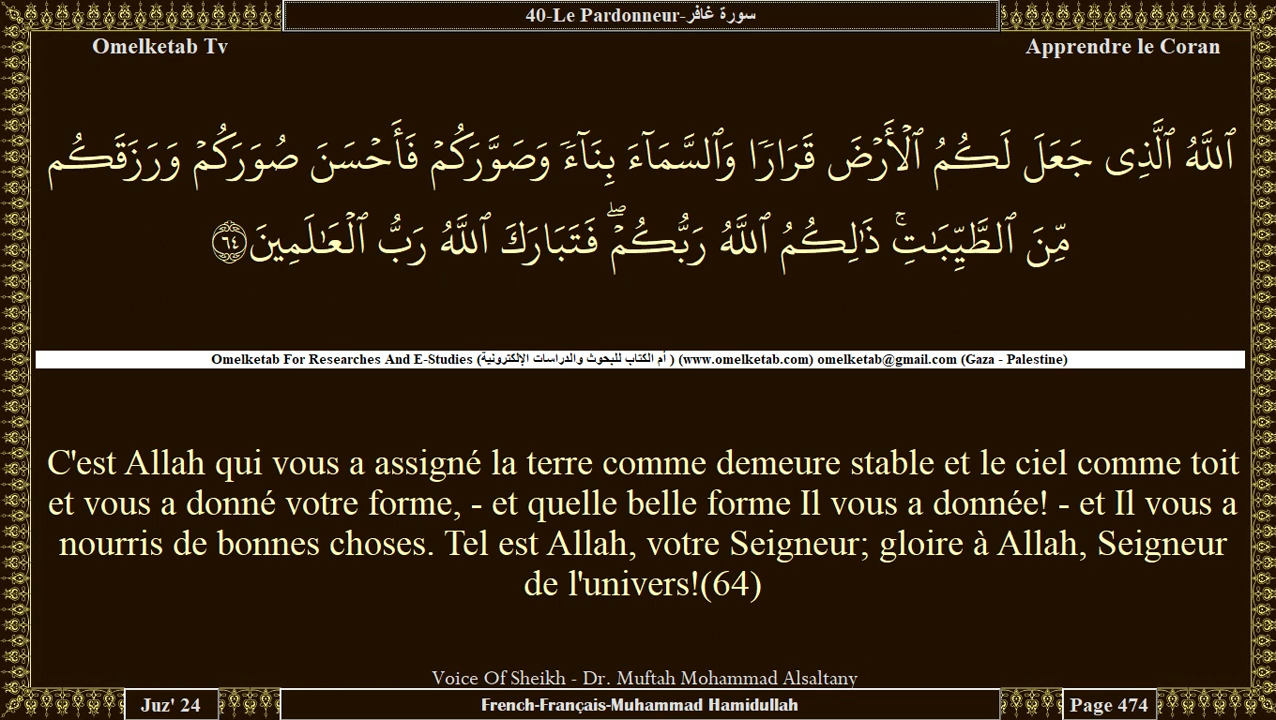 40-Le Pardonneur-سورة غافر
Omelketab Tv
Apprendre le Coran
ٱللَّهُ ٱلَّذِى جَعَلَ لَكُمُ ٱلْأَرْضَ قَرَارًا وَٱلسَّمَآءَ بِنَآءً وَصَوَّرَكُمْ فَأَحْسَنَ صُوَرَكُمْ وَرَزَقَكُم
مِّنَ ٱلطَّيِّبَـٰتِ ۚ ذَٰلِكُمُ ٱللَّهُ رَبُّكُمْ ۖ فَتَبَارَكَ ٱللَّهُ رَبُّ ٱلْعَـٰلَمِينَ ٦٤
Omelketab For Researches And E-Studies (أم الكتاب للبحوث والدراسات الإلكترونية ) (www.omelketab.com) omelketab@gmail.com (Gaza - Palestine)
C'est Allah qui vous a assigné la terre comme demeure stable et le ciel comme toit
et vous a donné votre forme, - et quelle belle forme Il vous a donnée! - et Il vous a
nourris de bonnes choses. Tel est Allah, votre Seigneur; gloire à Allah, Seigneur
de l'univers!(64)
Voice Of Sheikh - Dr. Muftah Mohammad Alsaltany
Juz' 24
French-Français-Muhammad Hamidullah
Page 474